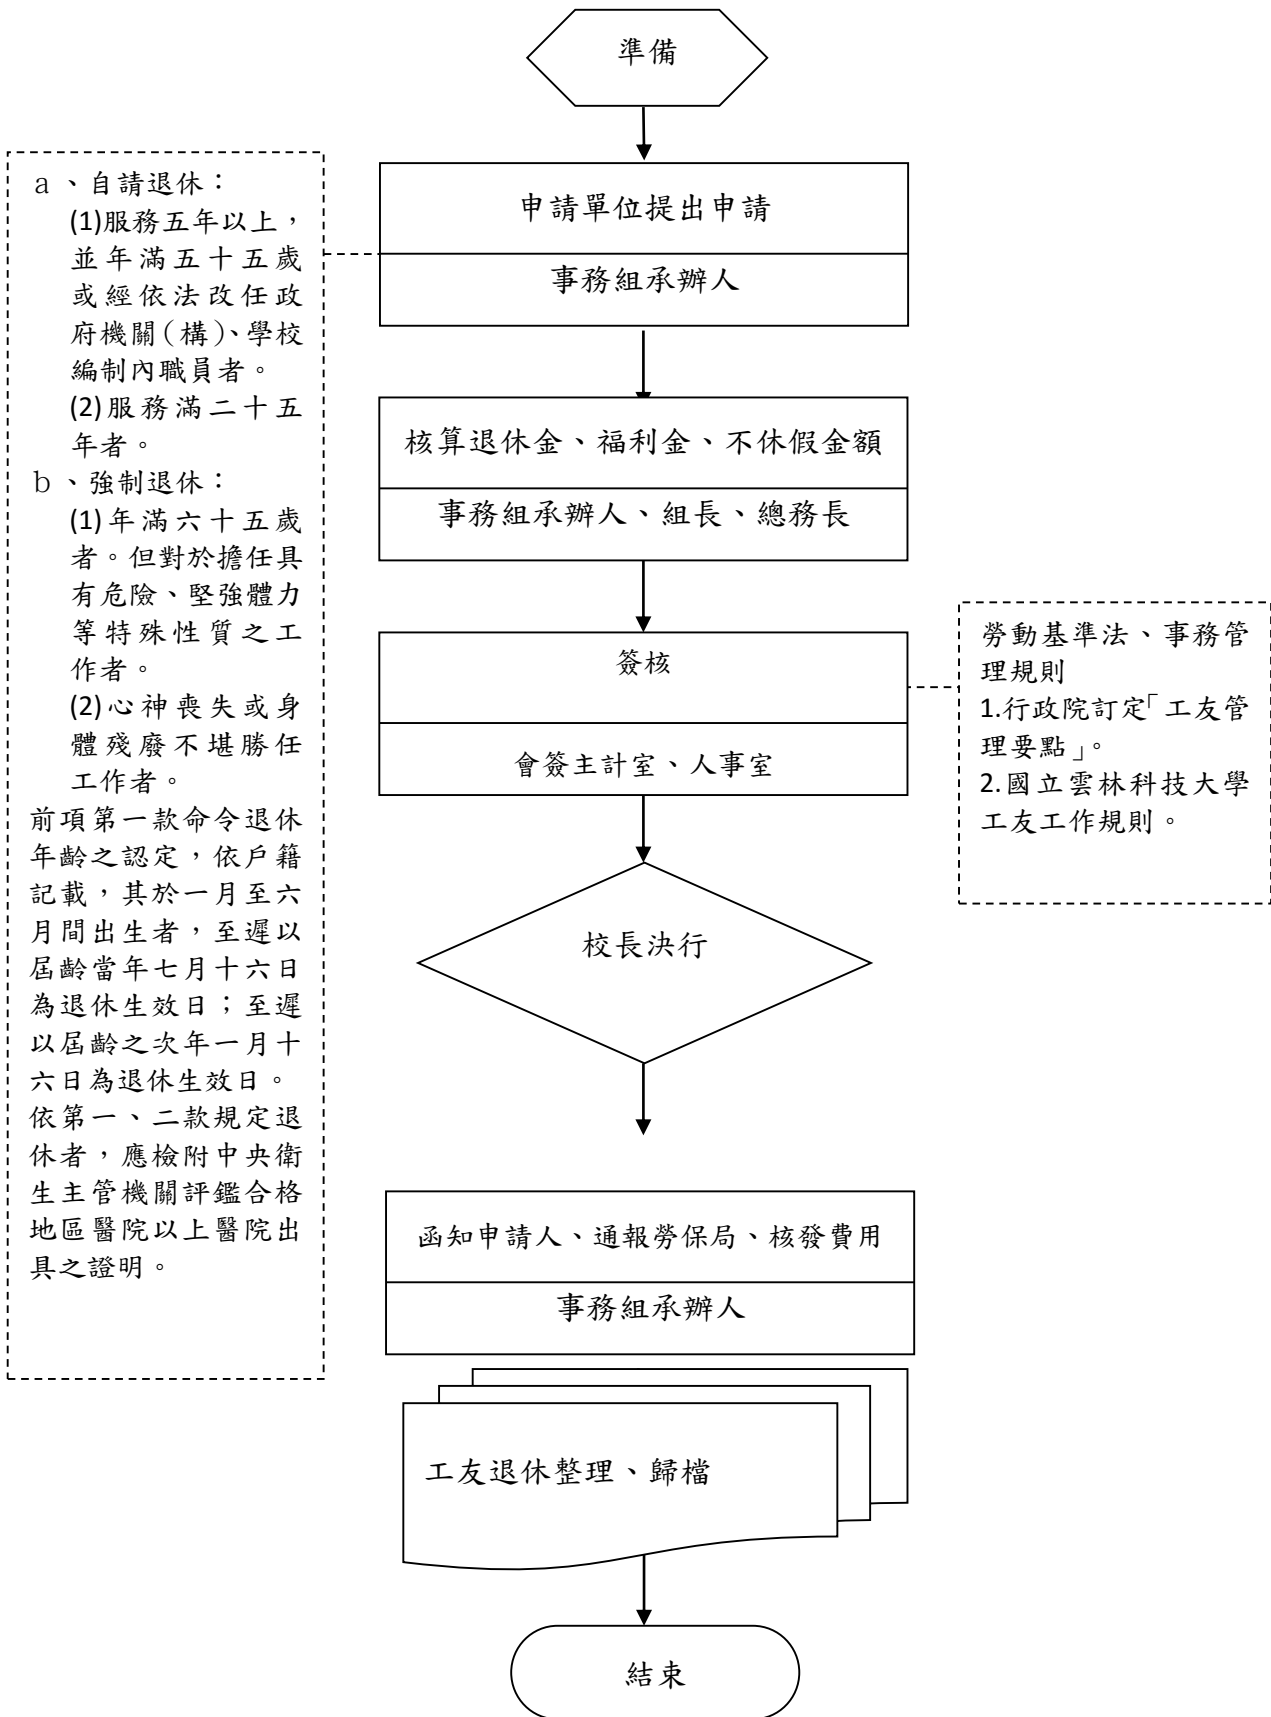 準備
申請單位提出申請
事務組承辦人
a、自請退休：
(1)服務五年以上，
並年滿五十五歲
或經依法改任政
府機關（構）、學校
編制內職員者。
(2)服務滿二十五
年者。
b、強制退休：
(1)年滿六十五歲
者。但對於擔任具
有危險、堅強體力
等特殊性質之工
作者。
(2)心神喪失或身
體殘廢不堪勝任
工作者。
前項第一款命令退休
年齡之認定，依戶籍
記載，其於一月至六
月間出生者，至遲以
屆齡當年七月十六日
為退休生效日；至遲
以屆齡之次年一月十
六日為退休生效日。
依第一、二款規定退
休者，應檢附中央衛
生主管機關評鑑合格
地區醫院以上醫院出
具之證明。
核算退休金、福利金、不休假金額
事務組承辦人、組長、總務長
簽核
會簽主計室、人事室
勞動基準法、事務管
理規則
1.行政院訂定「工友管
理要點」。
2.國立雲林科技大學
工友工作規則。
校長決行
函知申請人、通報勞保局、核發費用
事務組承辦人
工友退休整理、歸檔
結束